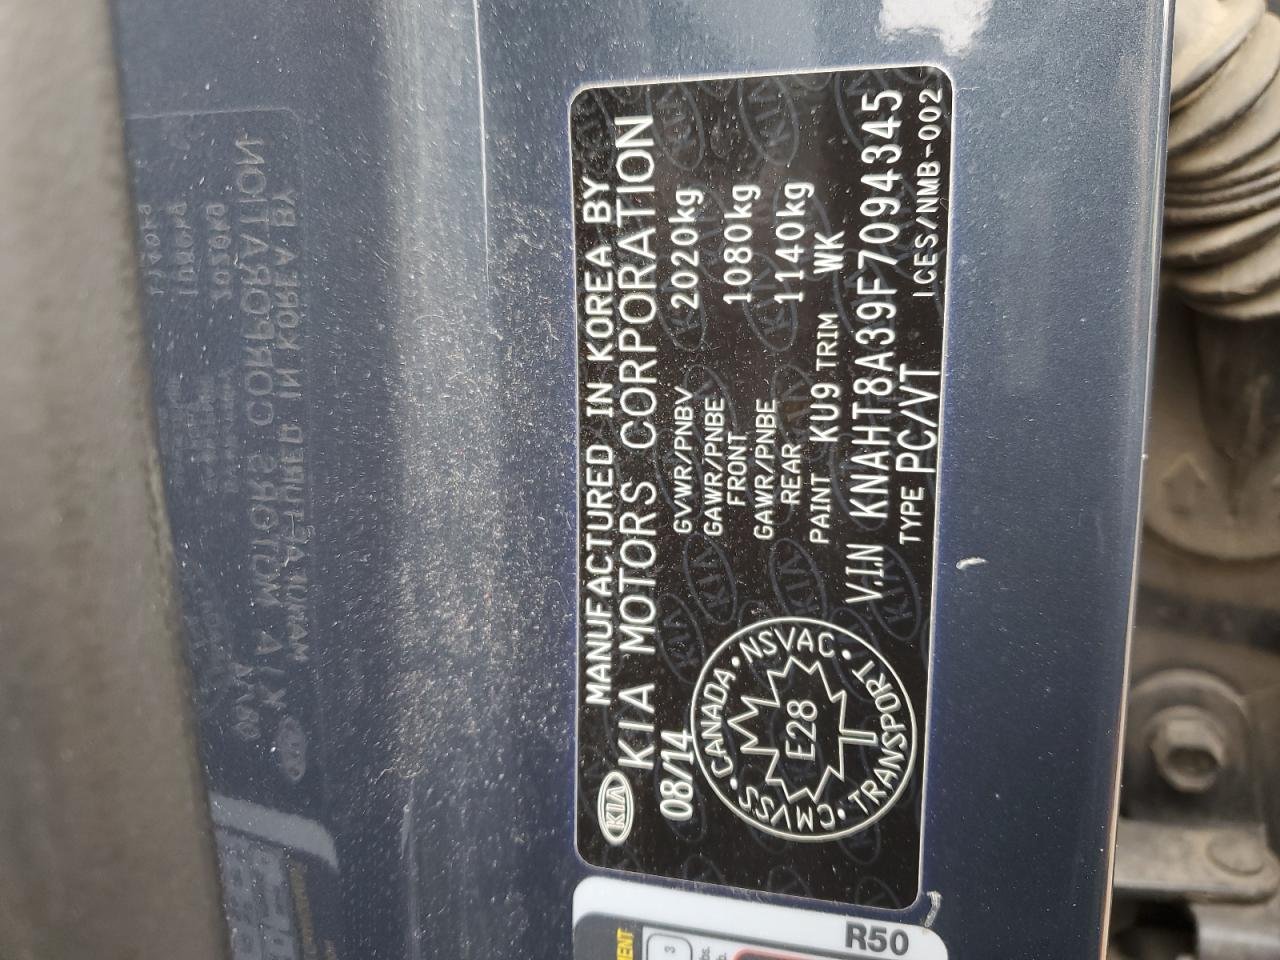 KIA MANUFACTURED IN KOREA BY
KIA MOTORS CORPORATION
08/14
GVWR/PNBV 2020kg
GAWR/PNBE FRONT 1080kg
GAWR/PNBE REAR 1140kg
PAINT KU9 TRIM WK
V.I.N KNAHT8A39F7094345
TYPE PC/VT ICES/NMB-002
CMVSS • CANADA • NSVAC • TRANSPORT •
E28
R50
3